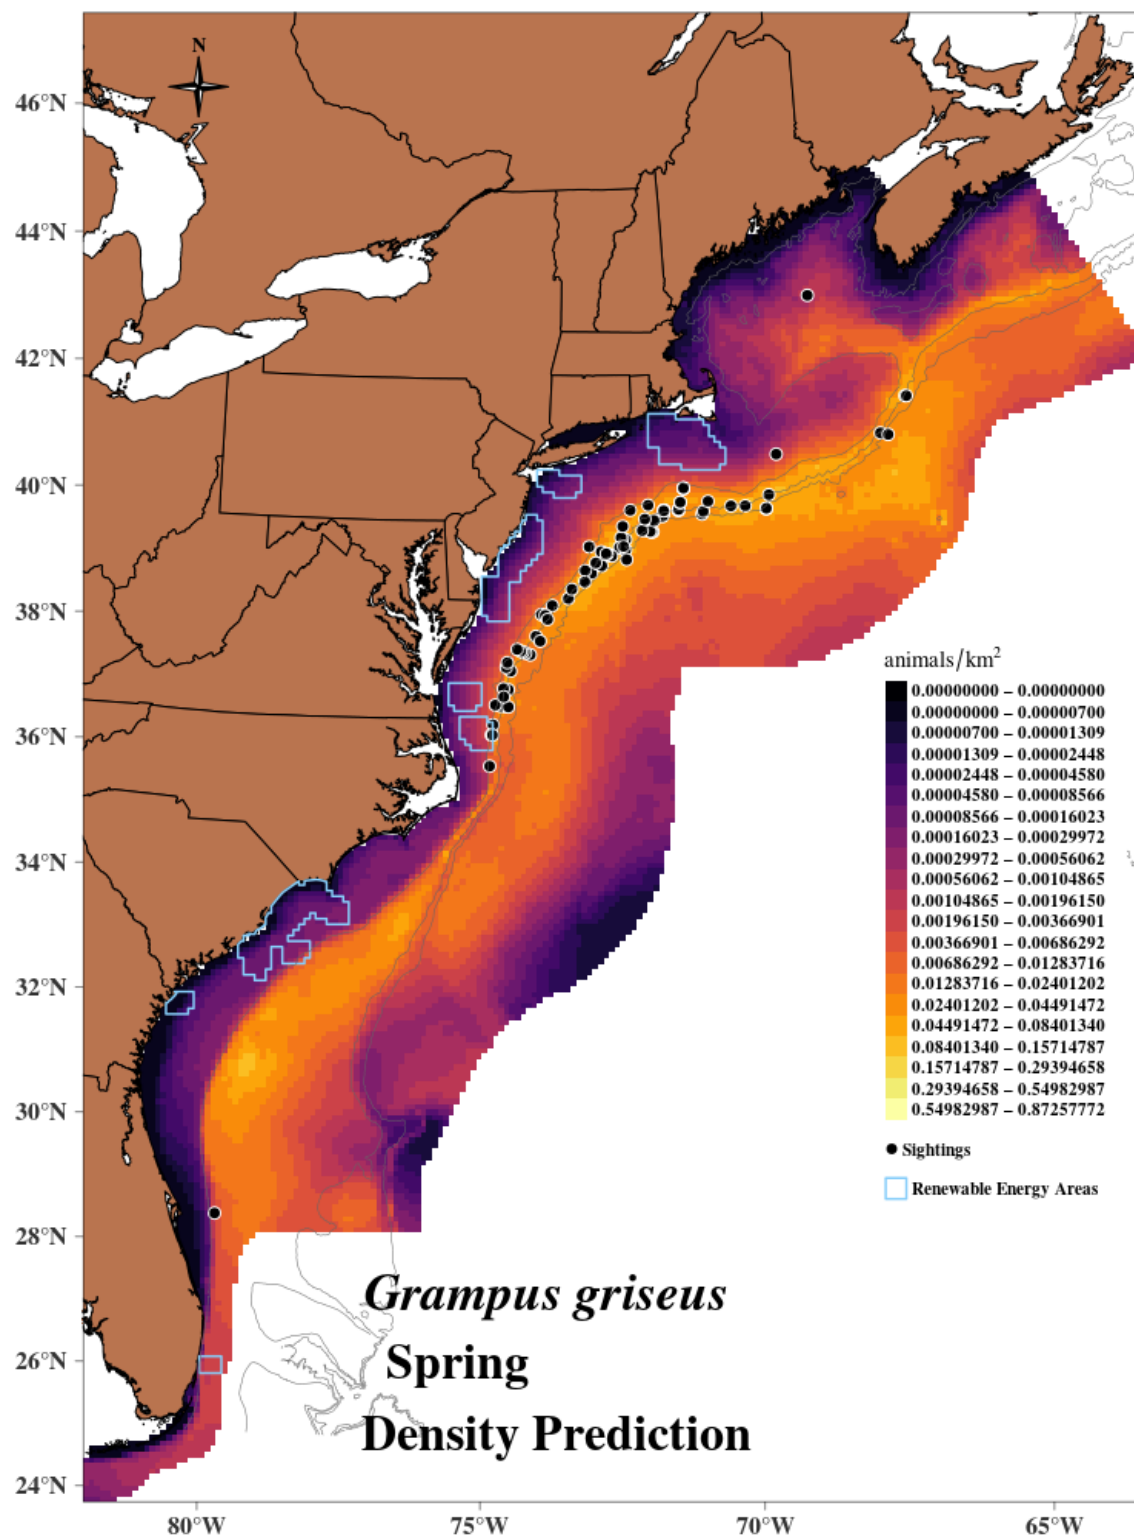 N
46°N
44°N
42°N
40°N
38°N
36°N
34°N
32°N
30°N
28°N
26°N
24°N
animals/km²
0.00000000 – 0.00000000
0.00000000 – 0.00000700
0.00000700 – 0.00001309
0.00001309 – 0.00002448
0.00002448 – 0.00004580
0.00004580 – 0.00008566
0.00008566 – 0.00016023
0.00016023 – 0.00029972
0.00029972 – 0.00056062
0.00056062 – 0.00104865
0.00104865 – 0.00196150
0.00196150 – 0.00366901
0.00366901 – 0.00686292
0.00686292 – 0.01283716
0.01283716 – 0.02401202
0.02401202 – 0.04491472
0.04491472 – 0.08401340
0.08401340 – 0.15714787
0.15714787 – 0.29394658
0.29394658 – 0.54982987
0.54982987 – 0.87257772
Sightings
Renewable Energy Areas
Grampus griseus
Spring
Density Prediction
80°W 75°W 70°W 65°W